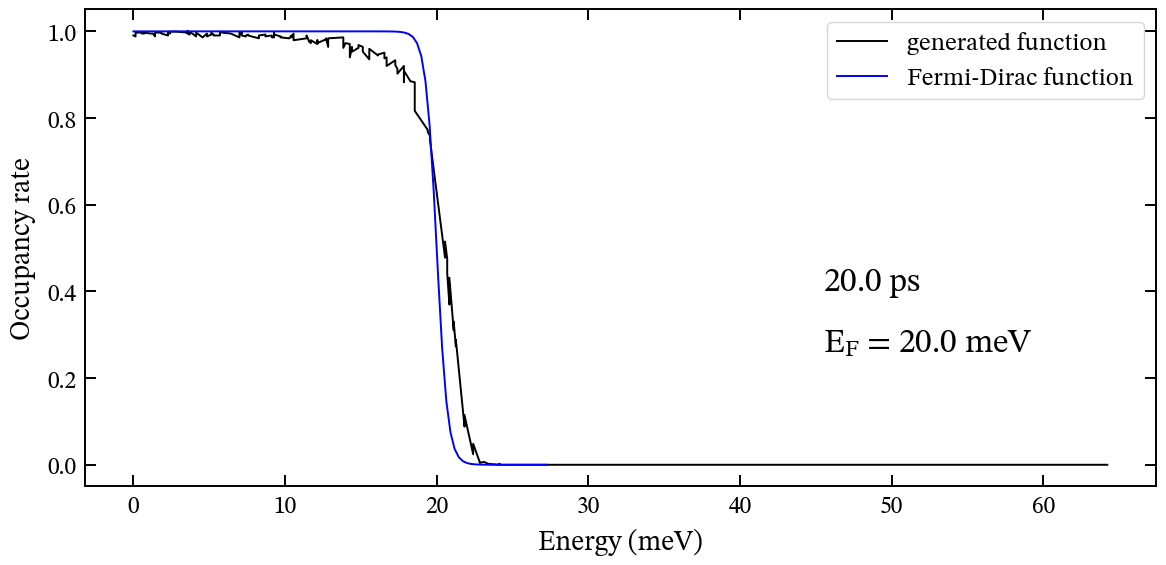 generated function
Fermi-Dirac function
Occupancy rate
1.0
0.8
0.6
0.4
0.2
0.0
20.0 ps
E_F = 20.0 meV
0 10 20 30 40 50 60
Energy (meV)